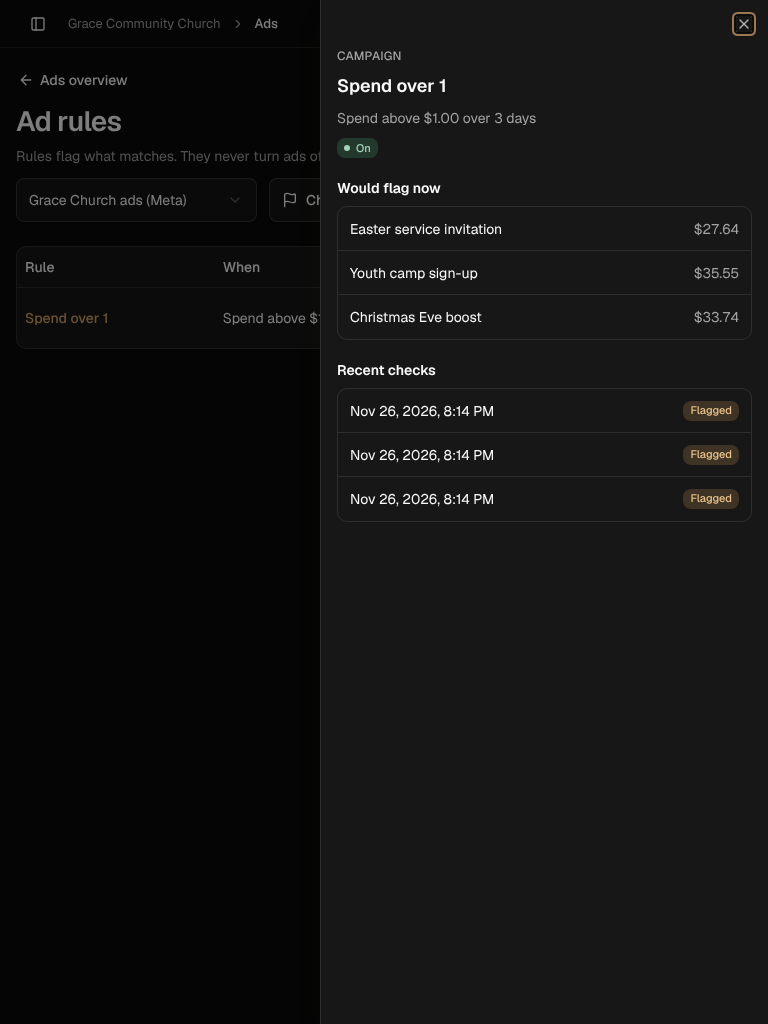 Grace Community Church > Ads
Ads overview
Ad rules
Rules flag what matches. They never turn ads
Grace Church ads (Meta)
Rule When
Spend over 1 Spend above
CAMPAIGN
Spend over 1
Spend above $1.00 over 3 days
On
Would flag now
Easter service invitation $27.64
Youth camp sign-up $35.55
Christmas Eve boost $33.74
Recent checks
Nov 26, 2026, 8:14 PM Flagged
Nov 26, 2026, 8:14 PM Flagged
Nov 26, 2026, 8:14 PM Flagged